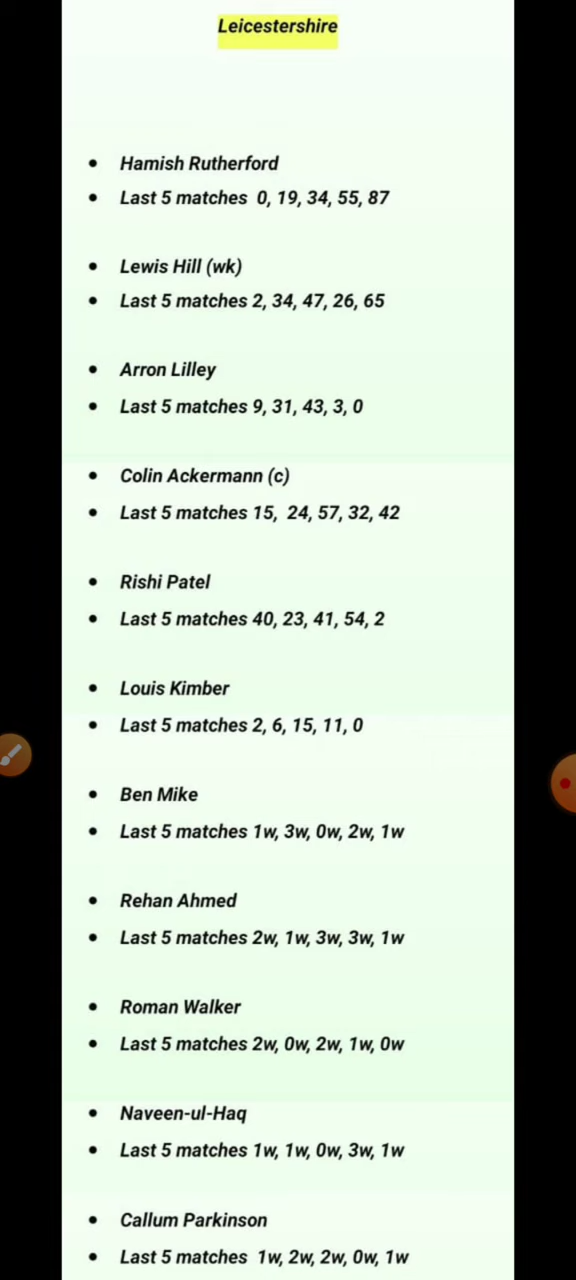 Leicestershire
• Hamish Rutherford
• Last 5 matches 0, 19, 34, 55, 87
• Lewis Hill (wk)
• Last 5 matches 2, 34, 47, 26, 65
• Arron Lilley
• Last 5 matches 9, 31, 43, 3, 0
• Colin Ackermann (c)
• Last 5 matches 15, 24, 57, 32, 42
• Rishi Patel
• Last 5 matches 40, 23, 41, 54, 2
• Louis Kimber
• Last 5 matches 2, 6, 15, 11, 0
• Ben Mike
• Last 5 matches 1w, 3w, 0w, 2w, 1w
• Rehan Ahmed
• Last 5 matches 2w, 1w, 3w, 3w, 1w
• Roman Walker
• Last 5 matches 2w, 0w, 2w, 1w, 0w
• Naveen-ul-Haq
• Last 5 matches 1w, 1w, 0w, 3w, 1w
• Callum Parkinson
• Last 5 matches 1w, 2w, 2w, 0w, 1w